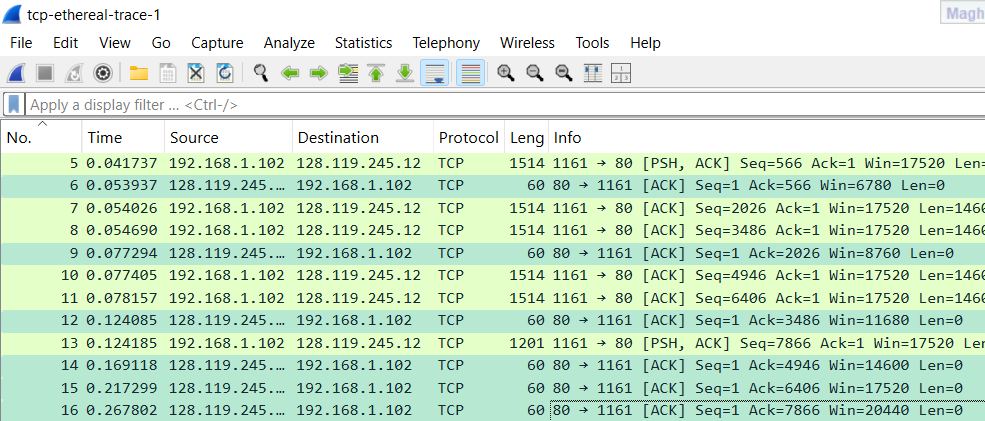 tcp-ethereal-trace-1
Magh
File Edit View Go Capture Analyze Statistics Telephony Wireless Tools Help
Apply a display filter ... <Ctrl-/>
No. Time Source Destination Protocol Leng Info
5 0.041737 192.168.1.102 128.119.245.12 TCP 1514 1161 → 80 [PSH, ACK] Seq=566 Ack=1 Win=17520 Len=
6 0.053937 128.119.245.… 192.168.1.102 TCP 60 80 → 1161 [ACK] Seq=1 Ack=566 Win=6780 Len=0
7 0.054026 192.168.1.102 128.119.245.12 TCP 1514 1161 → 80 [ACK] Seq=2026 Ack=1 Win=17520 Len=1460
8 0.054690 192.168.1.102 128.119.245.12 TCP 1514 1161 → 80 [ACK] Seq=3486 Ack=1 Win=17520 Len=1460
9 0.077294 128.119.245.… 192.168.1.102 TCP 60 80 → 1161 [ACK] Seq=1 Ack=2026 Win=8760 Len=0
10 0.077405 192.168.1.102 128.119.245.12 TCP 1514 1161 → 80 [ACK] Seq=4946 Ack=1 Win=17520 Len=1460
11 0.078157 192.168.1.102 128.119.245.12 TCP 1514 1161 → 80 [ACK] Seq=6406 Ack=1 Win=17520 Len=1460
12 0.124085 128.119.245.… 192.168.1.102 TCP 60 80 → 1161 [ACK] Seq=1 Ack=3486 Win=11680 Len=0
13 0.124185 192.168.1.102 128.119.245.12 TCP 1201 1161 → 80 [PSH, ACK] Seq=7866 Ack=1 Win=17520 Len=
14 0.169118 128.119.245.… 192.168.1.102 TCP 60 80 → 1161 [ACK] Seq=1 Ack=4946 Win=14600 Len=0
15 0.217299 128.119.245.… 192.168.1.102 TCP 60 80 → 1161 [ACK] Seq=1 Ack=6406 Win=17520 Len=0
16 0.267802 128.119.245.… 192.168.1.102 TCP 60 80 → 1161 [ACK] Seq=1 Ack=7866 Win=20440 Len=0